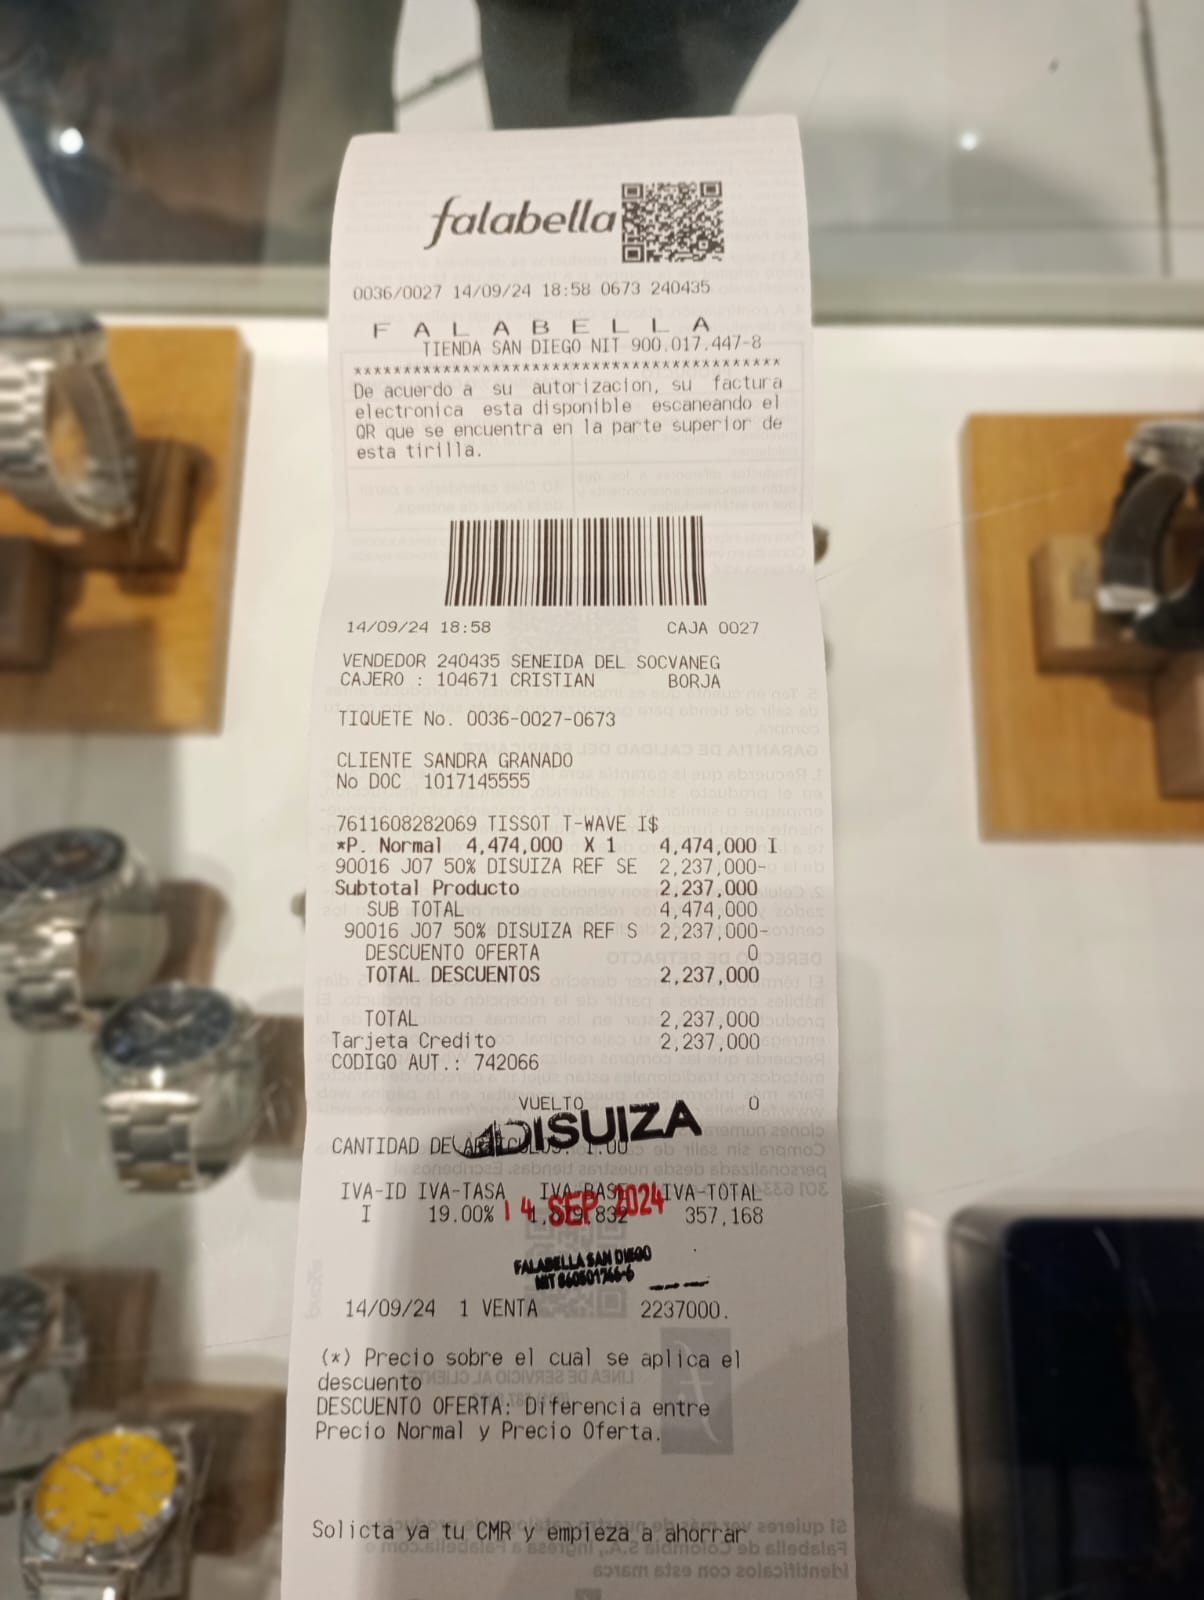 falabella
0036/0027 14/09/24 18:58 0673 240435
F A L A B E L L A
TIENDA SAN DIEGO NIT 900.017.447-8
****************************************
De acuerdo a su autorizacion, su factura
electronica esta disponible escaneando el
QR que se encuentra en la parte superior de
esta tirilla.
14/09/24 18:58 CAJA 0027
VENDEDOR 240435 SENEIDA DEL SOCVANEG
CAJERO : 104671 CRISTIAN BORJA
TIQUETE No. 0036-0027-0673
CLIENTE SANDRA GRANADO
No DOC 1017145555
7611608282069 TISSOT T-WAVE I$
*P. Normal 4,474,000 X 1 4,474,000 I
90016 J07 50% DISUIZA REF SE 2,237,000-
Subtotal Producto 2,237,000
SUB TOTAL 4,474,000
90016 J07 50% DISUIZA REF S 2,237,000-
DESCUENTO OFERTA 0
TOTAL DESCUENTOS 2,237,000
TOTAL 2,237,000
Tarjeta Credito 2,237,000
CODIGO AUT.: 742066
VUELTO 0
DISUIZA
CANTIDAD DE ARTICULOS: 1.00
IVA-ID IVA-TASA IVA-BASE IVA-TOTAL
I 19.00% 1,879,832 357,168
14 SEP 2024
FALABELLA SAN DIEGO
NIT 860501766-6
14/09/24 1 VENTA 2237000.
(*) Precio sobre el cual se aplica el
descuento
DESCUENTO OFERTA: Diferencia entre
Precio Normal y Precio Oferta.
Solicta ya tu CMR y empieza a ahorrar